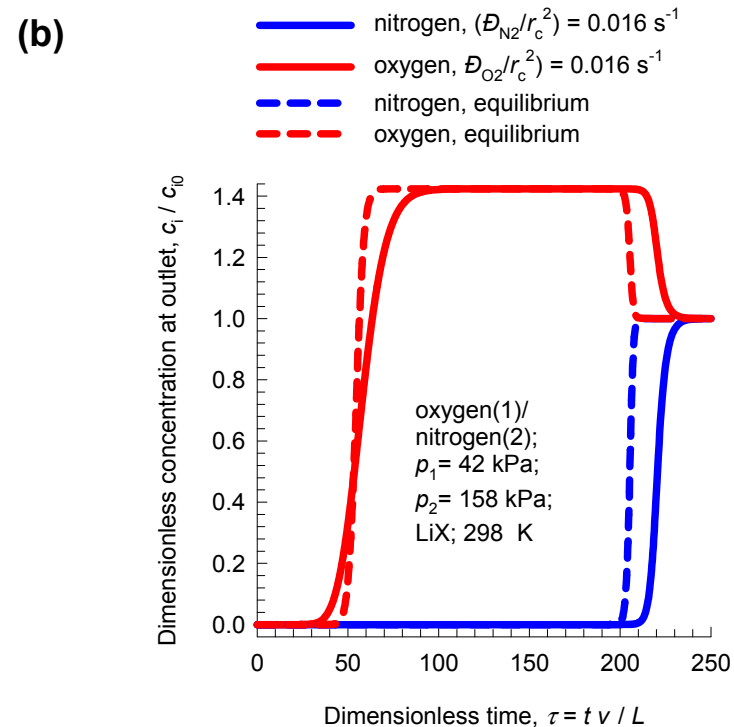 (b)
nitrogen, (Đ_N2/r_c^2) = 0.016 s^-1
oxygen, Đ_O2/r_c^2) = 0.016 s^-1
nitrogen, equilibrium
oxygen, equilibrium
Dimensionless concentration at outlet, c_i / c_i0
1.4
1.2
1.0
0.8
0.6
0.4
0.2
0.0
oxygen(1)/
nitrogen(2);
p_1= 42 kPa;
p_2= 158 kPa;
LiX; 298 K
0 50 100 150 200 250
Dimensionless time, τ = t v / L